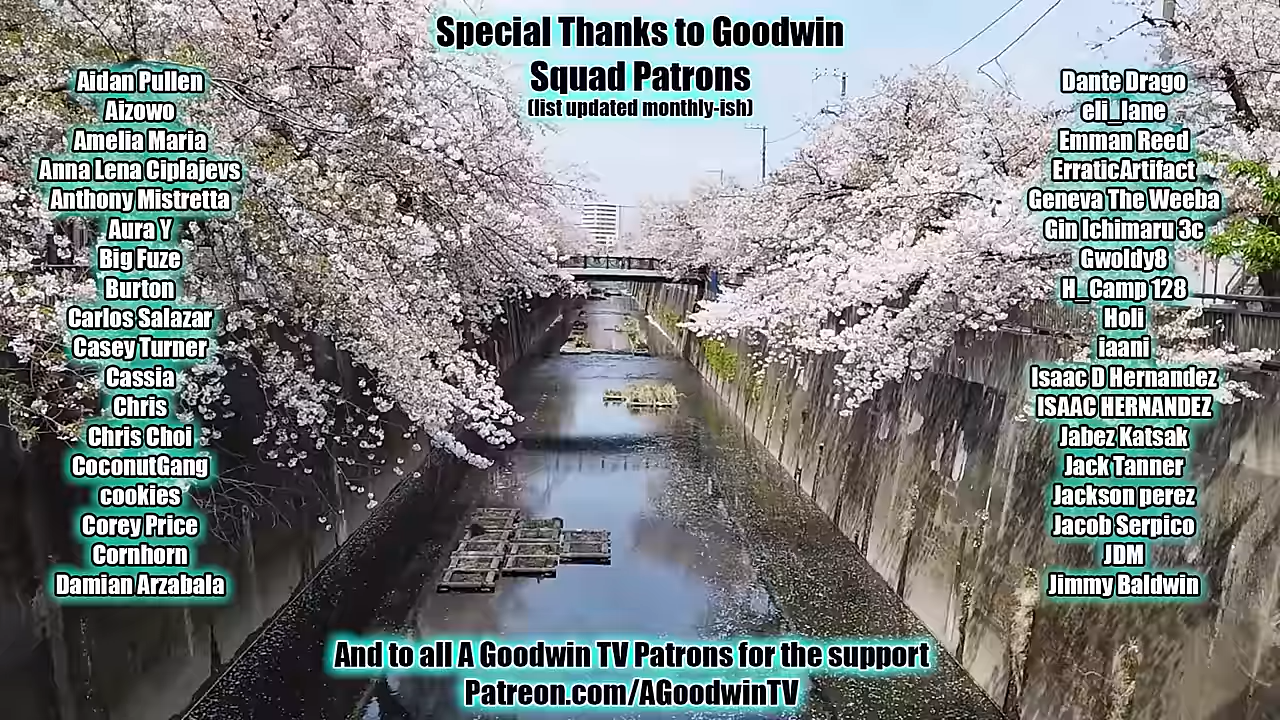 Special Thanks to Goodwin
Squad Patrons
(list updated monthly-ish)
Aidan Pullen
Aizowo
Amelia Maria
Anna Lena Ciplajevs
Anthony Mistretta
Aura Y
Big Fuze
Burton
Carlos Salazar
Casey Turner
Cassia
Chris
Chris Choi
CoconutGang
cookies
Corey Price
Cornhorn
Damian Arzabala
Dante Drago
eli_lane
Emman Reed
ErraticArtifact
Geneva The Weeba
Gin Ichimaru 3c
Gwoldy8
H_Camp 128
Holi
iaani
Isaac D Hernandez
ISAAC HERNANDEZ
Jabez Katsak
Jack Tanner
Jackson perez
Jacob Serpico
JDM
Jimmy Baldwin
And to all A Goodwin TV Patrons for the support
Patreon.com/AGoodwinTV